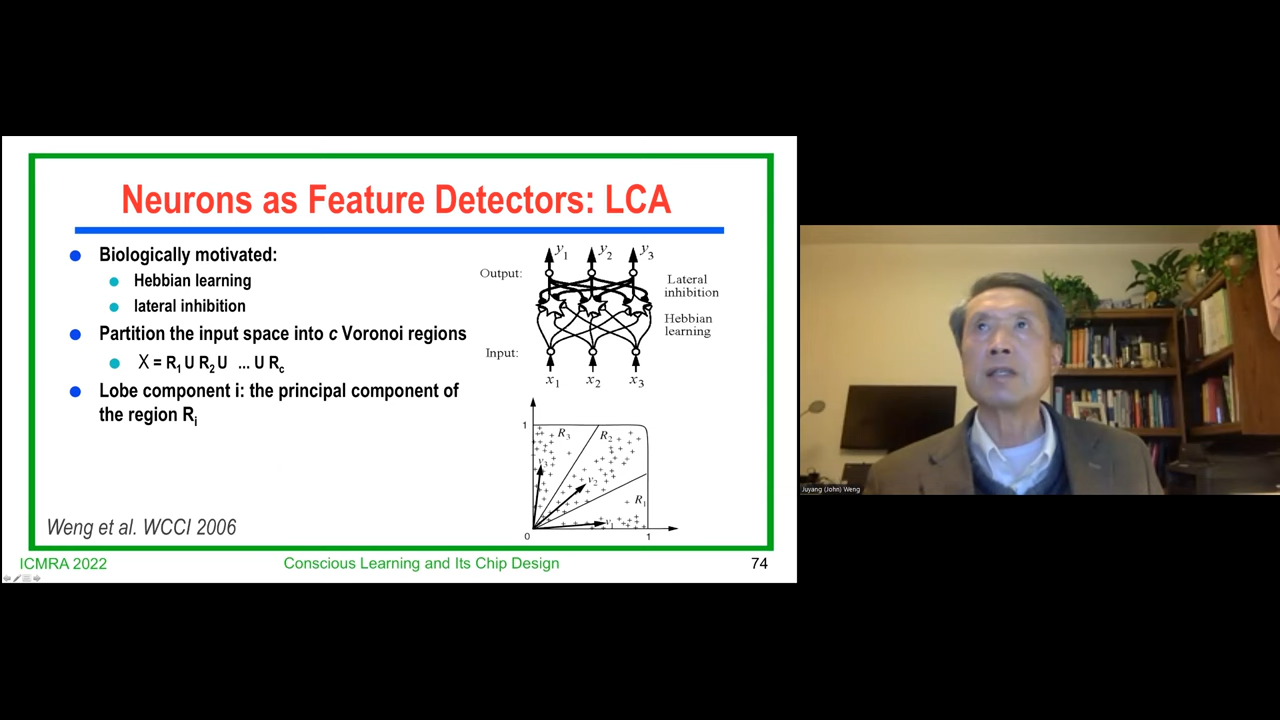 Neurons as Feature Detectors: LCA
Biologically motivated:
Hebbian learning
lateral inhibition
Partition the input space into c Voronoi regions
X = R1 U R2 U ... U Rc
Lobe component i: the principal component of
the region Ri
Weng et al. WCCI 2006
y1 y2 y3
Output:
Lateral
inhibition
Hebbian
learning
Input:
x1 x2 x3
1
R3 R2
v3
v2
R1
v1
0 1
ICMRA 2022 Conscious Learning and Its Chip Design 74
Juyang (John) Weng